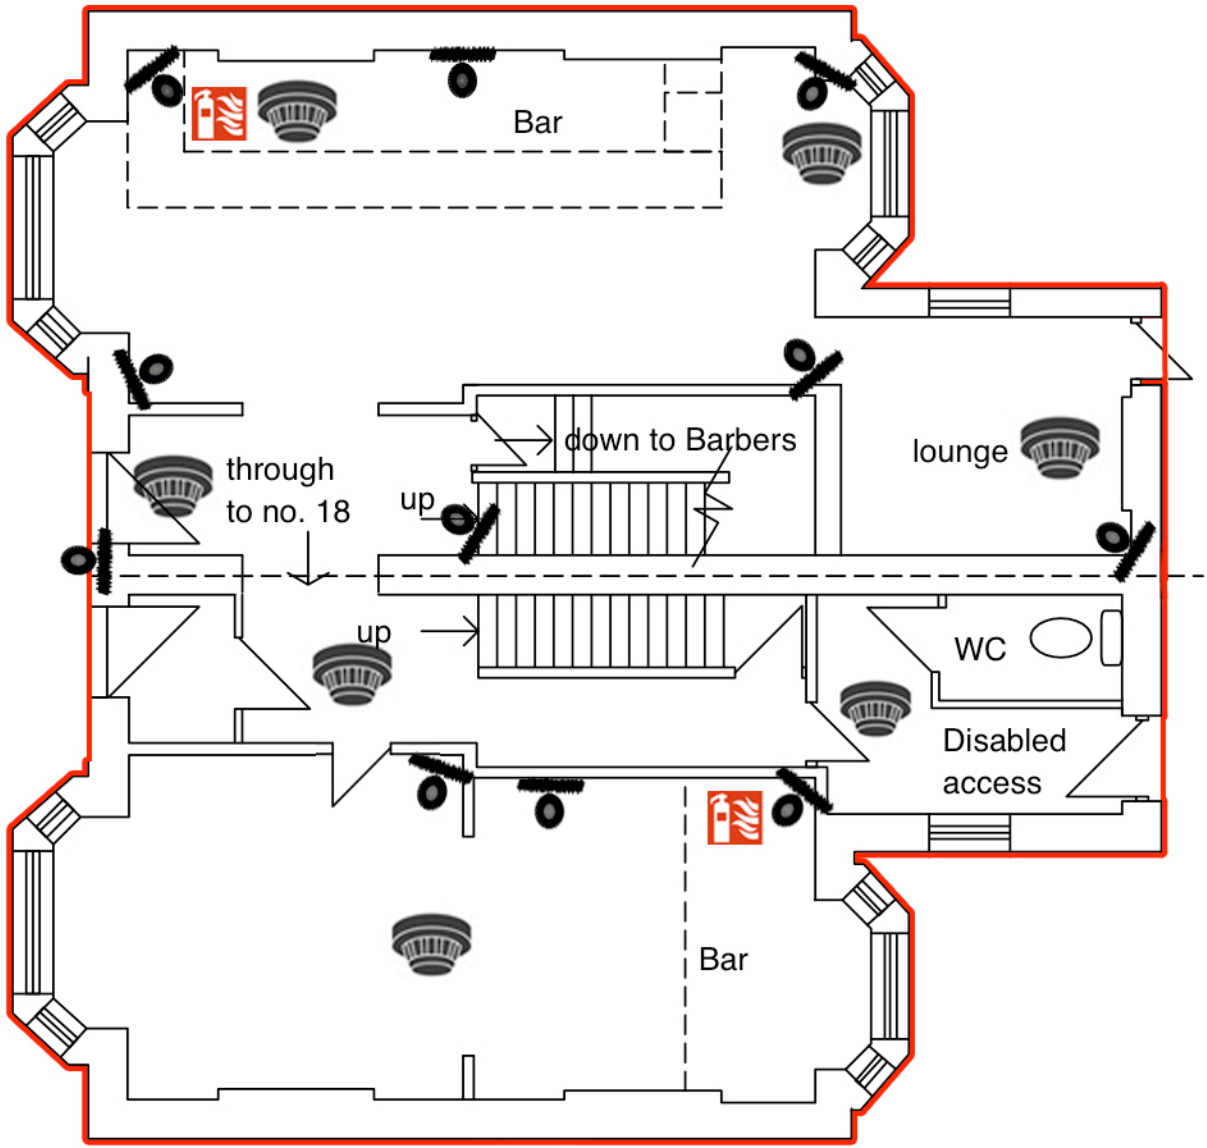 Bar
down to Barbers
lounge
through
to no. 18
up
up
WC
Disabled
access
Bar